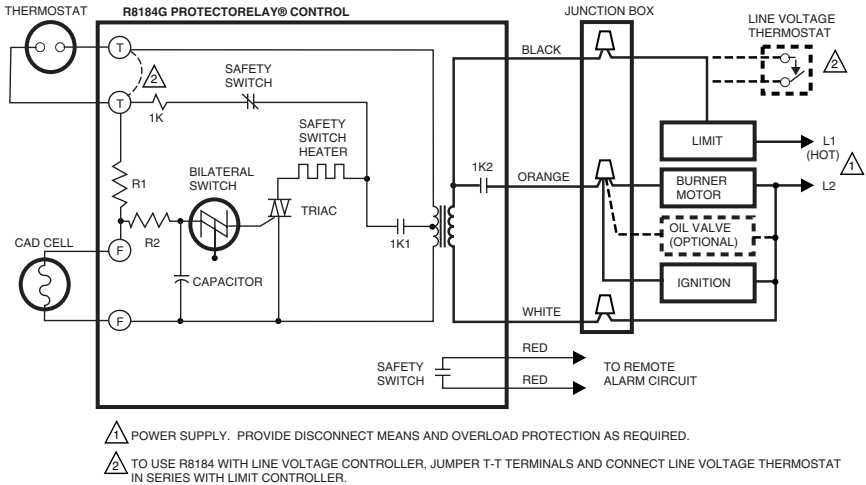 THERMOSTAT
R8184G PROTECTORELAY® CONTROL
JUNCTION BOX
LINE VOLTAGE
THERMOSTAT
T
BLACK
2
SAFETY
SWITCH
2
T
1K
SAFETY
SWITCH
HEATER
1K2
LIMIT
L1
(HOT)
1
R1
BILATERAL
SWITCH
TRIAC
ORANGE
BURNER
MOTOR
L2
R2
1K1
OIL VALVE
(OPTIONAL)
CAD CELL
F
CAPACITOR
IGNITION
F
WHITE
RED
SAFETY
SWITCH
TO REMOTE
ALARM CIRCUIT
RED
1 POWER SUPPLY. PROVIDE DISCONNECT MEANS AND OVERLOAD PROTECTION AS REQUIRED.
2 TO USE R8184 WITH LINE VOLTAGE CONTROLLER, JUMPER T-T TERMINALS AND CONNECT LINE VOLTAGE THERMOSTAT
IN SERIES WITH LIMIT CONTROLLER.